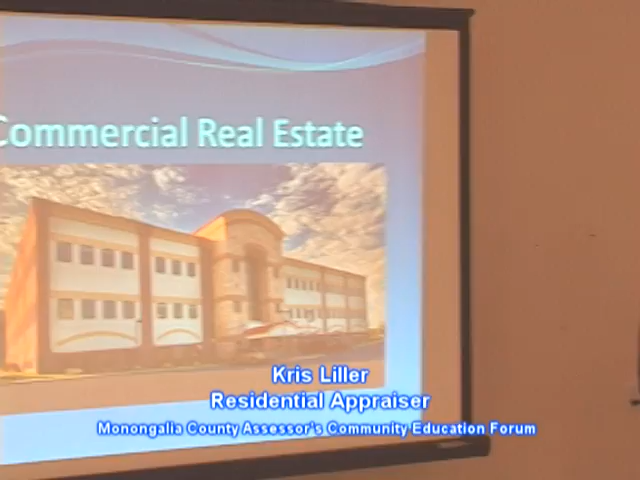 Commercial Real Estate
Kris Liller
Residential Appraiser
Monongalia County Assessor's Community Education Forum